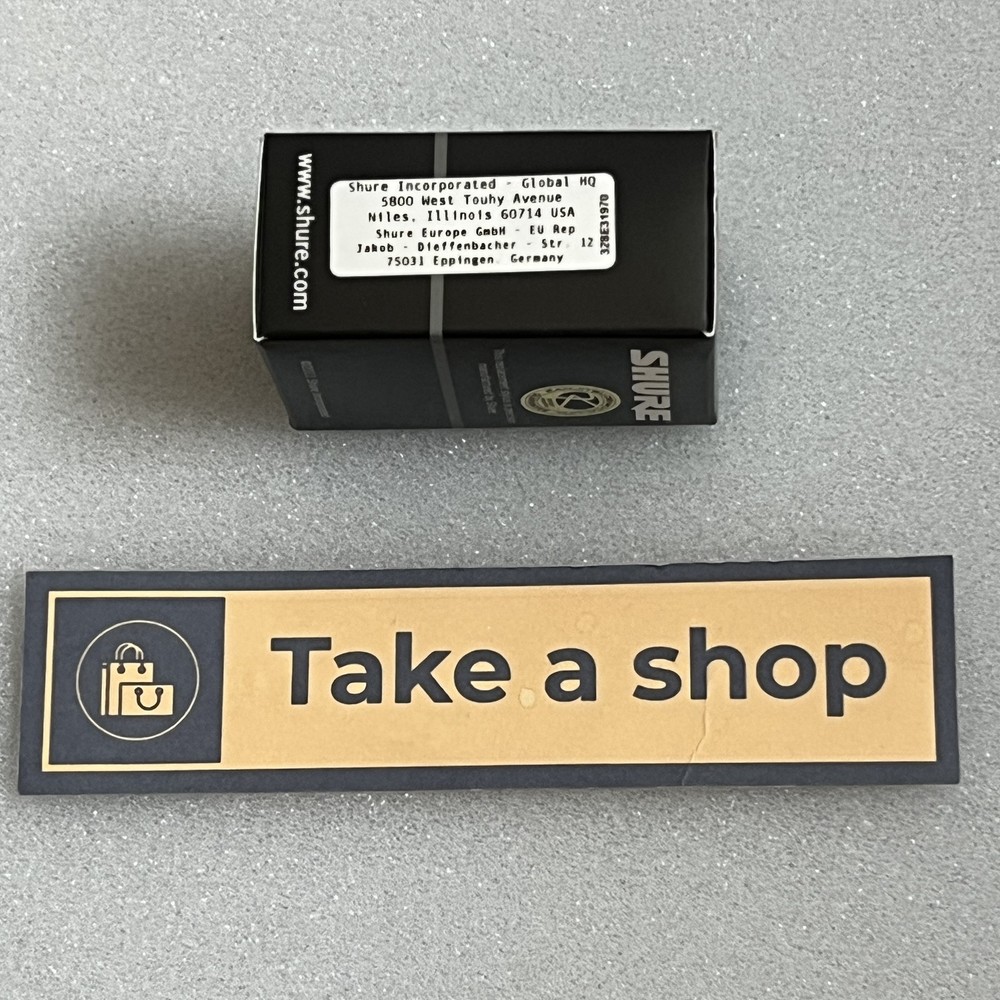 www.shure.com
Shure Incorporated - Global HQ
5800 West Touhy Avenue
Niles, Illinois 60714 USA
Shure Europe GmbH - EU Rep
Jakob - Dieffenbacher - Str. 12
75031 Eppingen, Germany
328E31970
SHURE
Take a shop